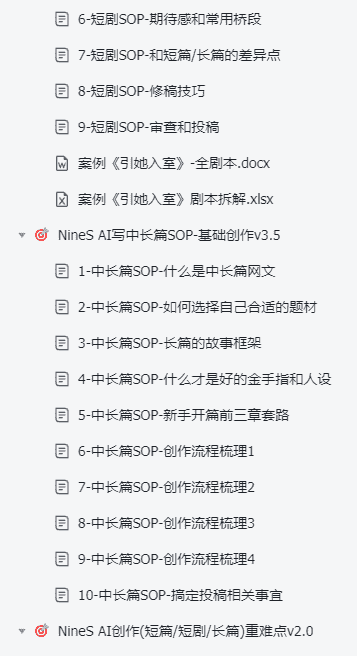 6-短剧SOP-期待感和常用桥段
7-短剧SOP-和短篇/长篇的差异点
8-短剧SOP-修稿技巧
9-短剧SOP-审查和投稿
案例《引她入室》-全剧本.docx
案例《引她入室》剧本拆解.xlsx
NineS AI写中长篇SOP-基础创作v3.5
1-中长篇SOP-什么是中长篇网文
2-中长篇SOP-如何选择自己合适的题材
3-中长篇SOP-长篇的故事框架
4-中长篇SOP-什么才是好的金手指和人设
5-中长篇SOP-新手开篇前三章套路
6-中长篇SOP-创作流程梳理1
7-中长篇SOP-创作流程梳理2
8-中长篇SOP-创作流程梳理3
9-中长篇SOP-创作流程梳理4
10-中长篇SOP-搞定投稿相关事宜
NineS AI创作(短篇/短剧/长篇)重难点v2.0